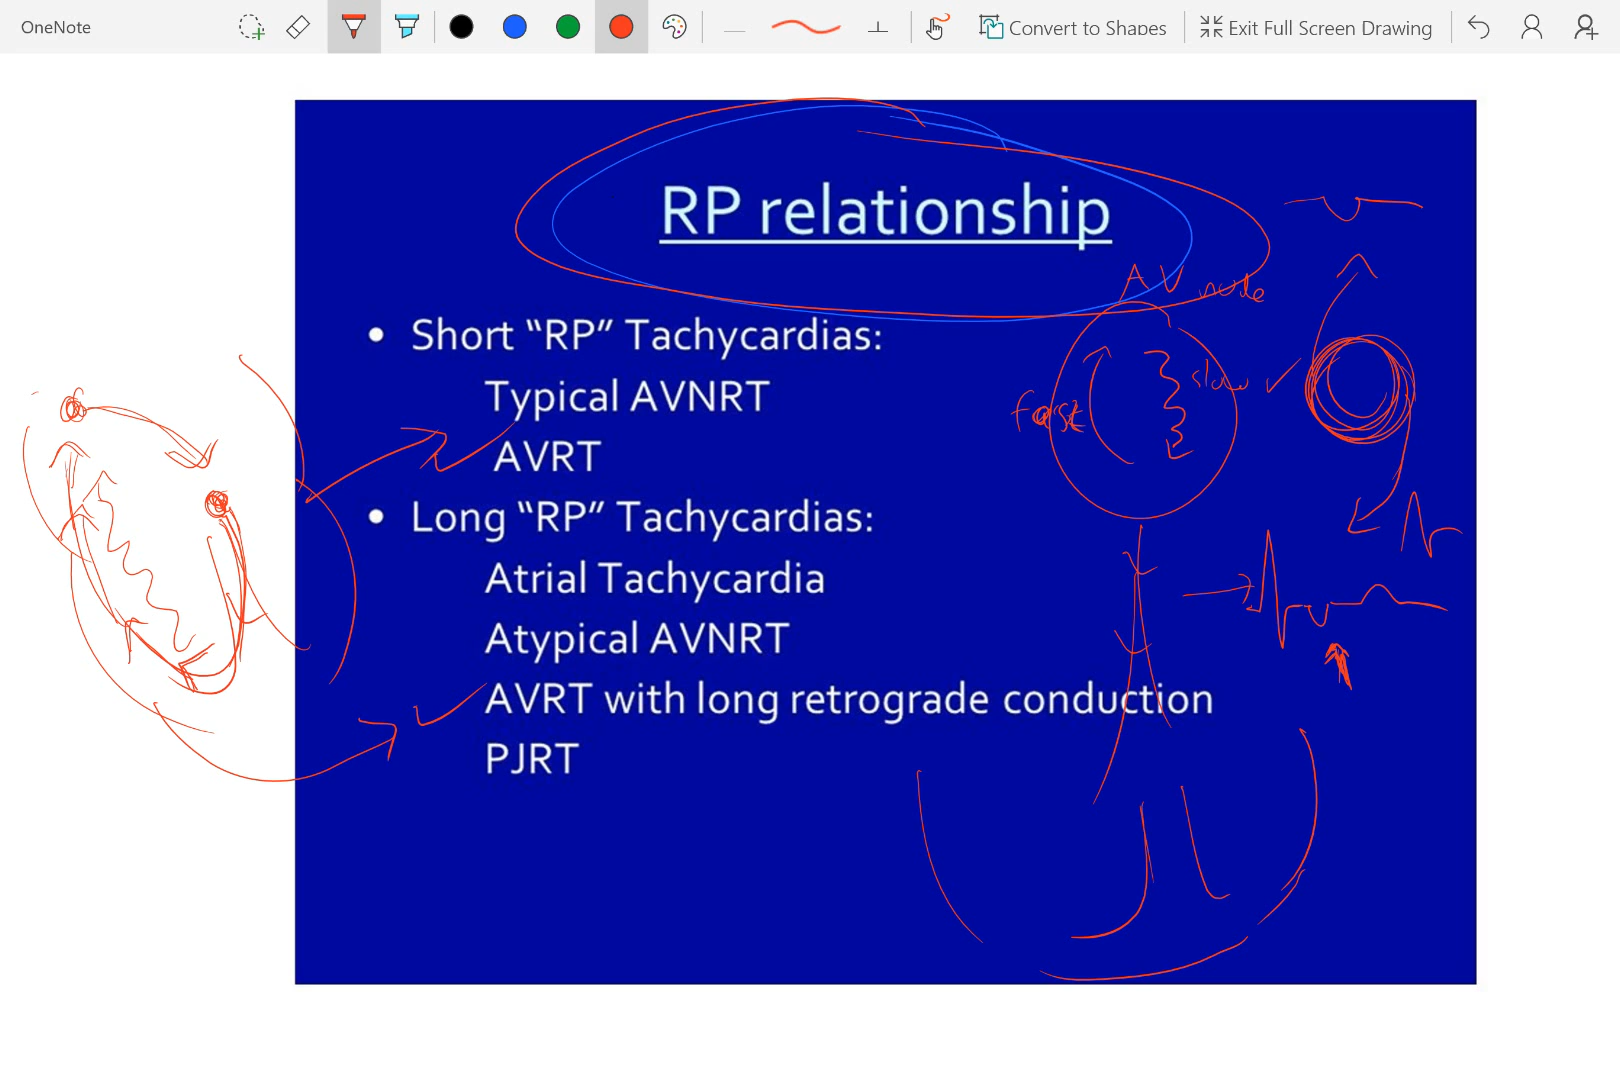 OneNote
Convert to Shapes
Exit Full Screen Drawing
RP relationship
AV node
• Short “RP” Tachycardias:
Typical AVNRT
slow
fast
AVRT
• Long “RP” Tachycardias:
Atrial Tachycardia
Atypical AVNRT
AVRT with long retrograde conduction
PJRT